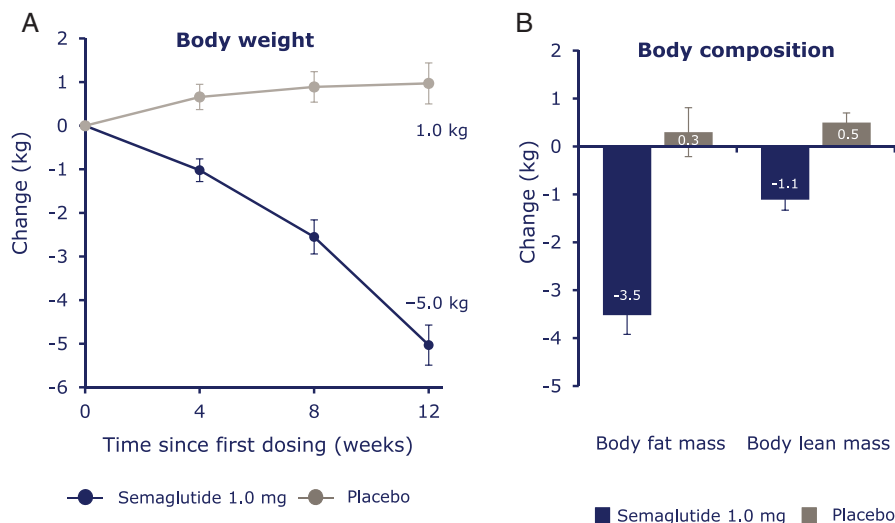 A
Body weight
Change (kg)
2
1
0
-1
-2
-3
-4
-5
-6
1.0 kg
−5.0 kg
0
4
8
12
Time since first dosing (weeks)
Semaglutide 1.0 mg
Placebo
B
Body composition
Change (kg)
2
1
0
-1
-2
-3
-4
-5
-3.5
0.3
-1.1
0.5
Body fat mass
Body lean mass
Semaglutide 1.0 mg
Placebo